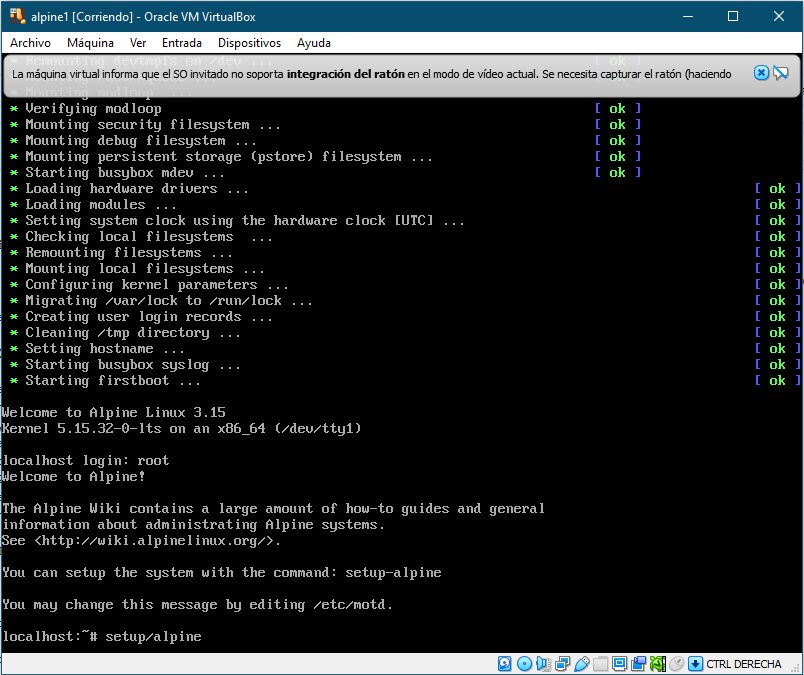 alpine1 [Corriendo] - Oracle VM VirtualBox
Archivo Máquina Ver Entrada Dispositivos Ayuda
* Remounting devtmpfs on /dev ... [ ok ]
La máquina virtual informa que el SO invitado no soporta integración del ratón en el modo de vídeo actual. Se necesita capturar el ratón (haciendo
* Mounting modloop ...
* Verifying modloop [ ok ]
* Mounting security filesystem ... [ ok ]
* Mounting debug filesystem ... [ ok ]
* Mounting persistent storage (pstore) filesystem ... [ ok ]
* Starting busybox mdev ... [ ok ]
* Loading hardware drivers ... [ ok ]
* Loading modules ... [ ok ]
* Setting system clock using the hardware clock [UTC] ... [ ok ]
* Checking local filesystems  ... [ ok ]
* Remounting filesystems ... [ ok ]
* Mounting local filesystems ... [ ok ]
* Configuring kernel parameters ... [ ok ]
* Migrating /var/lock to /run/lock ... [ ok ]
* Creating user login records ... [ ok ]
* Cleaning /tmp directory ... [ ok ]
* Setting hostname ... [ ok ]
* Starting busybox syslog ... [ ok ]
* Starting firstboot ... [ ok ]
Welcome to Alpine Linux 3.15
Kernel 5.15.32-0-lts on an x86_64 (/dev/tty1)
localhost login: root
Welcome to Alpine!
The Alpine Wiki contains a large amount of how-to guides and general
information about administrating Alpine systems.
See <http://wiki.alpinelinux.org/>.
You can setup the system with the command: setup-alpine
You may change this message by editing /etc/motd.
localhost:~# setup/alpine
CTRL DERECHA